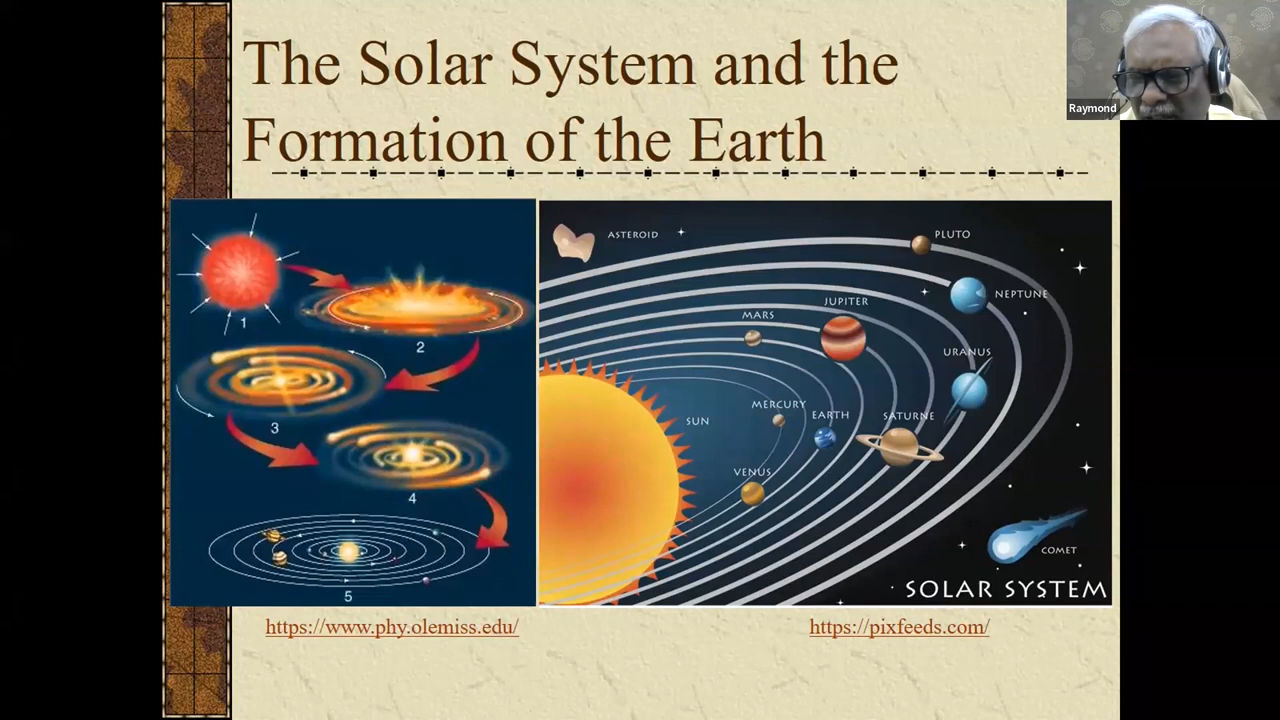 The Solar System and the
Formation of the Earth
Raymond
1
2
3
4
5
ASTEROID
PLUTO
NEPTUNE
JUPITER
MARS
URANUS
MERCURY
EARTH
SATURNE
SUN
VENUS
COMET
SOLAR SYSTEM
https://www.phy.olemiss.edu/
https://pixfeeds.com/